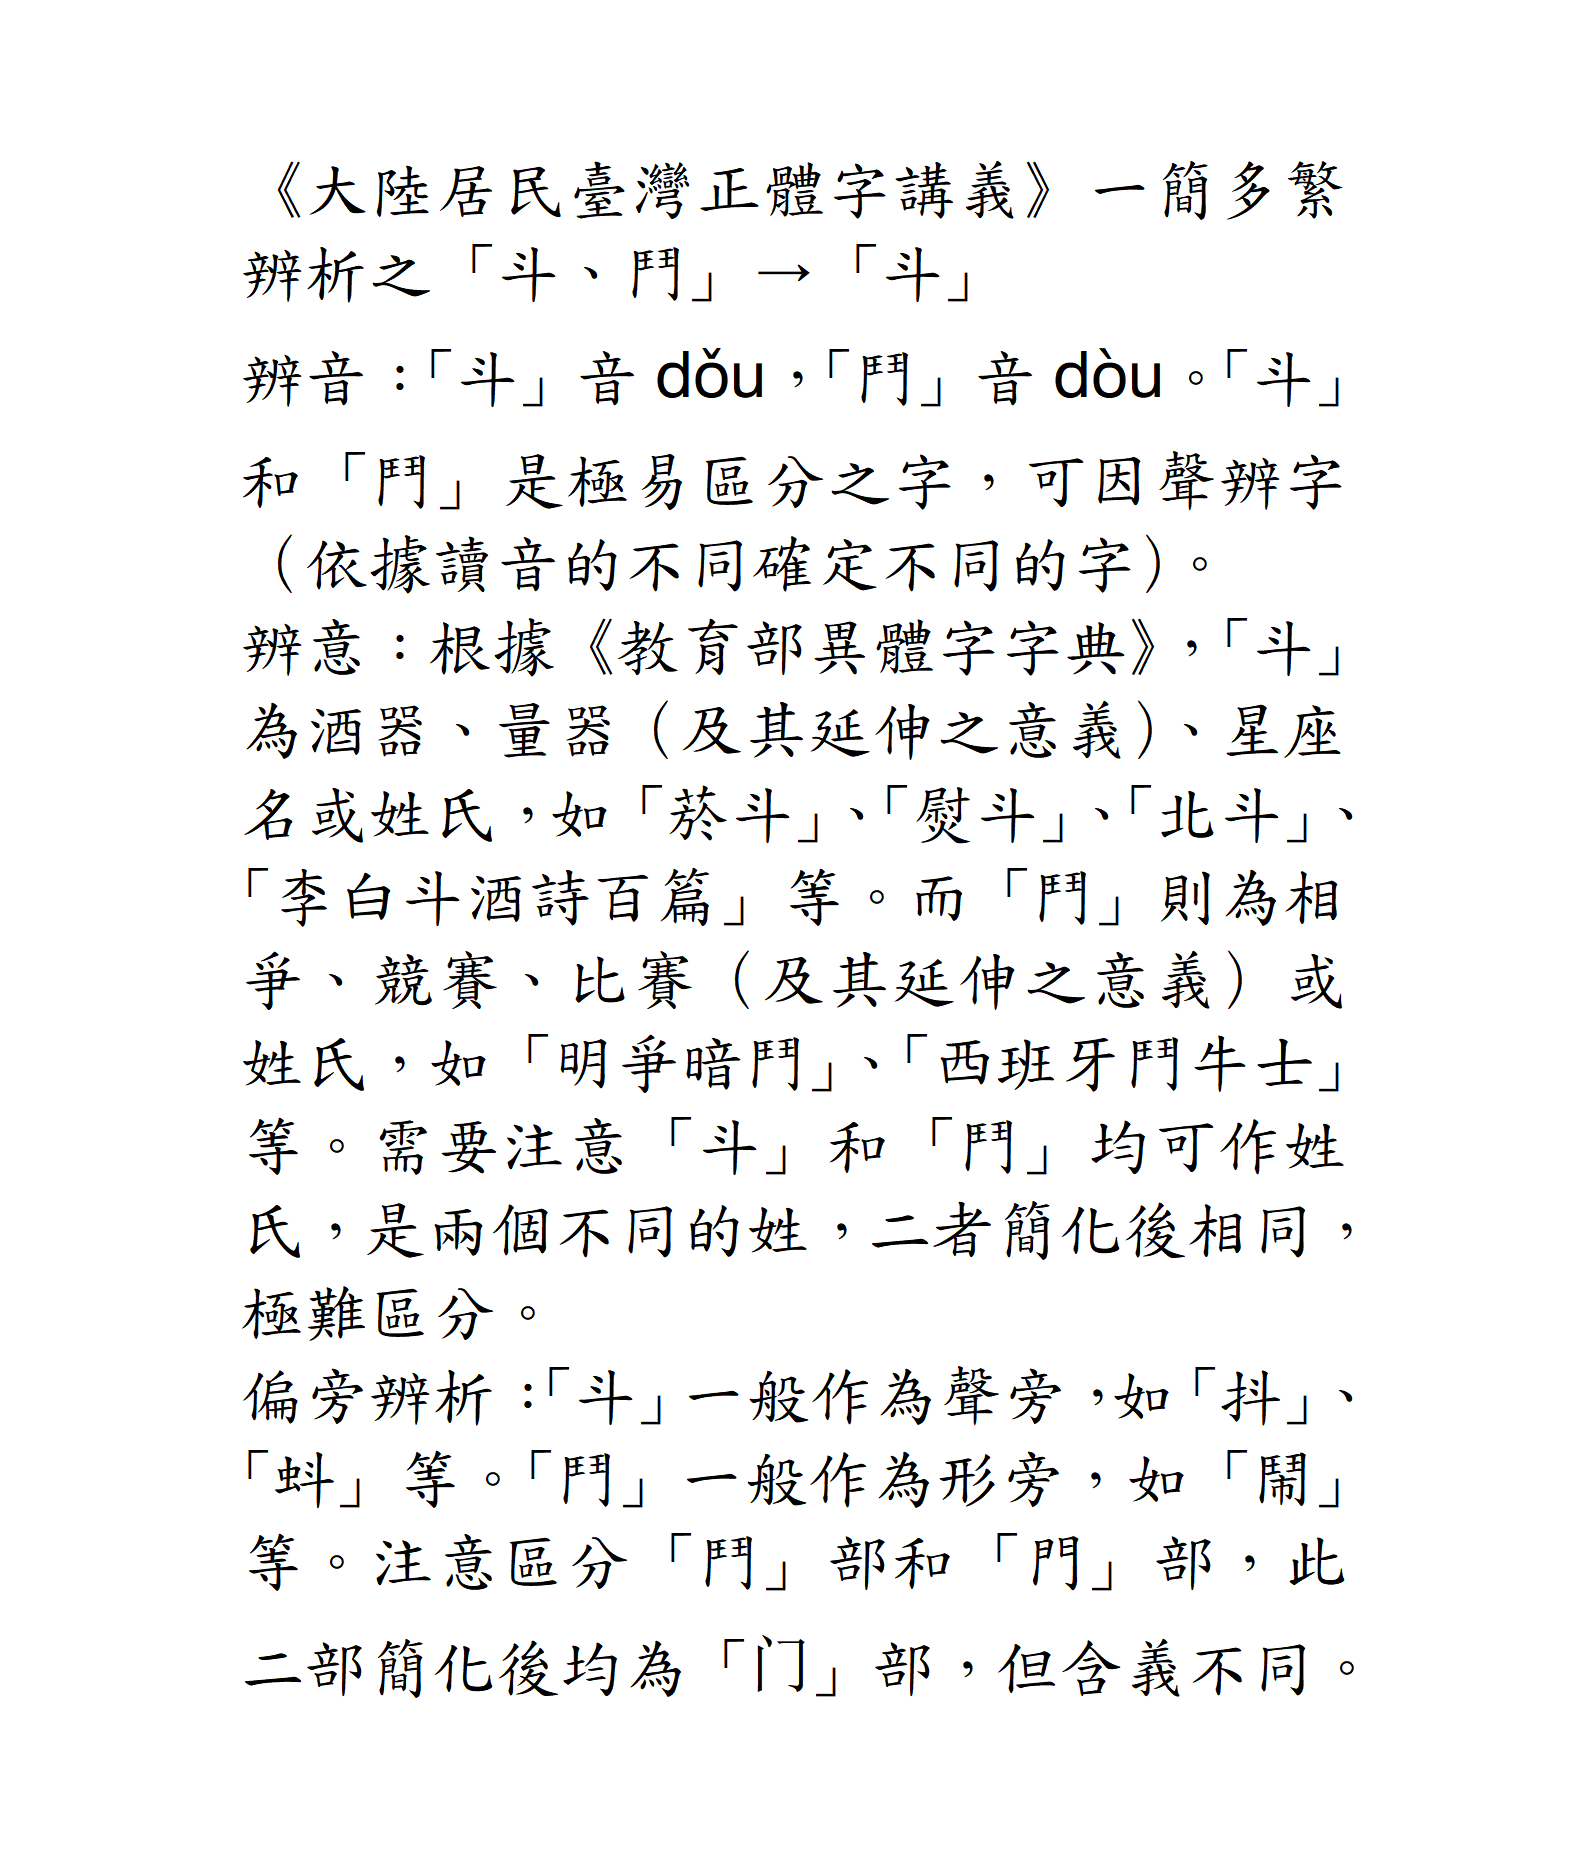 《大陸居民臺灣正體字講義》一簡多繁
辨析之「斗、鬥」→「斗」
辨音:「斗」音 dǒu,「鬥」音 dòu。「斗」
和「鬥」是極易區分之字,可因聲辨字
(依據讀音的不同確定不同的字)。
辨意:根據《教育部異體字字典》,「斗」
為酒器、量器(及其延伸之意義)、星座
名或姓氏,如「菸斗」、「熨斗」、「北斗」、
「李白斗酒詩百篇」等。而「鬥」則為相
爭、競賽、比賽(及其延伸之意義)或
姓氏,如「明爭暗鬥」、「西班牙鬥牛士」
等。需要注意「斗」和「鬥」均可作姓
氏,是兩個不同的姓,二者簡化後相同,
極難區分。
偏旁辨析:「斗」一般作為聲旁,如「抖」、
「蚪」等。「鬥」一般作為形旁,如「鬧」
等。注意區分「鬥」部和「門」部,此
二部簡化後均為「门」部,但含義不同。